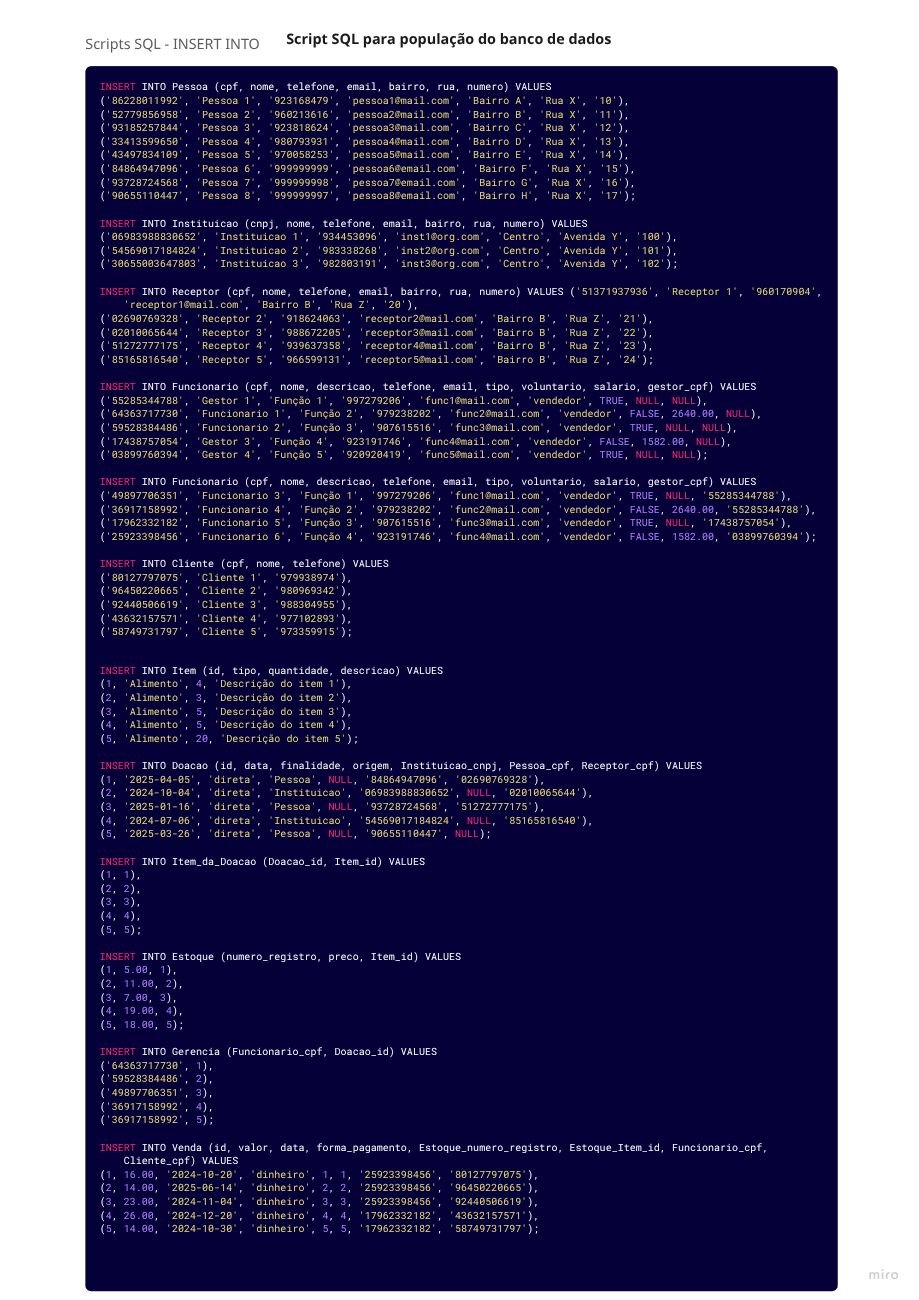 Scripts SQL - INSERT INTO
Script SQL para população do banco de dados
INSERT INTO Pessoa (cpf, nome, telefone, email, bairro, rua, numero) VALUES
('86228011992', 'Pessoa 1', '923168479', 'pessoa1@mail.com', 'Bairro A', 'Rua X', '10'),
('52779856958', 'Pessoa 2', '960213616', 'pessoa2@mail.com', 'Bairro B', 'Rua X', '11'),
('93185257844', 'Pessoa 3', '923818624', 'pessoa3@mail.com', 'Bairro C', 'Rua X', '12'),
('33413599650', 'Pessoa 4', '980793931', 'pessoa4@mail.com', 'Bairro D', 'Rua X', '13'),
('43497834109', 'Pessoa 5', '970058253', 'pessoa5@mail.com', 'Bairro E', 'Rua X', '14'),
('84864947096', 'Pessoa 6', '999999999', 'pessoa6@email.com', 'Bairro F', 'Rua X', '15'),
('93728724568', 'Pessoa 7', '999999998', 'pessoa7@email.com', 'Bairro G', 'Rua X', '16'),
('90655110447', 'Pessoa 8', '999999997', 'pessoa8@email.com', 'Bairro H', 'Rua X', '17');
INSERT INTO Instituicao (cnpj, nome, telefone, email, bairro, rua, numero) VALUES
('06983988830652', 'Instituicao 1', '934453096', 'inst1@org.com', 'Centro', 'Avenida Y', '100'),
('54569017184824', 'Instituicao 2', '983338268', 'inst2@org.com', 'Centro', 'Avenida Y', '101'),
('30655003647803', 'Instituicao 3', '982803191', 'inst3@org.com', 'Centro', 'Avenida Y', '102');
INSERT INTO Receptor (cpf, nome, telefone, email, bairro, rua, numero) VALUES ('51371937936', 'Receptor 1', '960170904',
'receptor1@mail.com', 'Bairro B', 'Rua Z', '20'),
('02690769328', 'Receptor 2', '918624063', 'receptor2@mail.com', 'Bairro B', 'Rua Z', '21'),
('02010065644', 'Receptor 3', '988672205', 'receptor3@mail.com', 'Bairro B', 'Rua Z', '22'),
('51272777175', 'Receptor 4', '939637358', 'receptor4@mail.com', 'Bairro B', 'Rua Z', '23'),
('85165816540', 'Receptor 5', '966599131', 'receptor5@mail.com', 'Bairro B', 'Rua Z', '24');
INSERT INTO Funcionario (cpf, nome, descricao, telefone, email, tipo, voluntario, salario, gestor_cpf) VALUES
('55285344788', 'Gestor 1', 'Função 1', '997279206', 'func1@mail.com', 'vendedor', TRUE, NULL, NULL),
('64363717730', 'Funcionario 1', 'Função 2', '979238202', 'func2@mail.com', 'vendedor', FALSE, 2640.00, NULL),
('59528384486', 'Funcionario 2', 'Função 3', '907615516', 'func3@mail.com', 'vendedor', TRUE, NULL, NULL),
('17438757054', 'Gestor 3', 'Função 4', '923191746', 'func4@mail.com', 'vendedor', FALSE, 1582.00, NULL),
('03899760394', 'Gestor 4', 'Função 5', '920920419', 'func5@mail.com', 'vendedor', TRUE, NULL, NULL);
INSERT INTO Funcionario (cpf, nome, descricao, telefone, email, tipo, voluntario, salario, gestor_cpf) VALUES
('49897706351', 'Funcionario 3', 'Função 1', '997279206', 'func1@mail.com', 'vendedor', TRUE, NULL, '55285344788'),
('36917158992', 'Funcionario 4', 'Função 2', '979238202', 'func2@mail.com', 'vendedor', FALSE, 2640.00, '55285344788'),
('17962332182', 'Funcionario 5', 'Função 3', '907615516', 'func3@mail.com', 'vendedor', TRUE, NULL, '17438757054'),
('25923398456', 'Funcionario 6', 'Função 4', '923191746', 'func4@mail.com', 'vendedor', FALSE, 1582.00, '03899760394');
INSERT INTO Cliente (cpf, nome, telefone) VALUES
('80127797075', 'Cliente 1', '979938974'),
('96450220665', 'Cliente 2', '980969342'),
('92440506619', 'Cliente 3', '988304955'),
('43632157571', 'Cliente 4', '977102893'),
('58749731797', 'Cliente 5', '973359915');
INSERT INTO Item (id, tipo, quantidade, descricao) VALUES
(1, 'Alimento', 4, 'Descrição do item 1'),
(2, 'Alimento', 3, 'Descrição do item 2'),
(3, 'Alimento', 5, 'Descrição do item 3'),
(4, 'Alimento', 5, 'Descrição do item 4'),
(5, 'Alimento', 20, 'Descrição do item 5');
INSERT INTO Doacao (id, data, finalidade, origem, Instituicao_cnpj, Pessoa_cpf, Receptor_cpf) VALUES
(1, '2025-04-05', 'direta', 'Pessoa', NULL, '84864947096', '02690769328'),
(2, '2024-10-04', 'direta', 'Instituicao', '06983988830652', NULL, '02010065644'),
(3, '2025-01-16', 'direta', 'Pessoa', NULL, '93728724568', '51272777175'),
(4, '2024-07-06', 'direta', 'Instituicao', '54569017184824', NULL, '85165816540'),
(5, '2025-03-26', 'direta', 'Pessoa', NULL, '90655110447', NULL);
INSERT INTO Item_da_Doacao (Doacao_id, Item_id) VALUES
(1, 1),
(2, 2),
(3, 3),
(4, 4),
(5, 5);
INSERT INTO Estoque (numero_registro, preco, Item_id) VALUES
(1, 5.00, 1),
(2, 11.00, 2),
(3, 7.00, 3),
(4, 19.00, 4),
(5, 18.00, 5);
INSERT INTO Gerencia (Funcionario_cpf, Doacao_id) VALUES
('64363717730', 1),
('59528384486', 2),
('49897706351', 3),
('36917158992', 4),
('36917158992', 5);
INSERT INTO Venda (id, valor, data, forma_pagamento, Estoque_numero_registro, Estoque_Item_id, Funcionario_cpf,
Cliente_cpf) VALUES
(1, 16.00, '2024-10-20', 'dinheiro', 1, 1, '25923398456', '80127797075'),
(2, 14.00, '2025-06-14', 'dinheiro', 2, 2, '25923398456', '96450220665'),
(3, 23.00, '2024-11-04', 'dinheiro', 3, 3, '25923398456', '92440506619'),
(4, 26.00, '2024-12-20', 'dinheiro', 4, 4, '17962332182', '43632157571'),
(5, 14.00, '2024-10-30', 'dinheiro', 5, 5, '17962332182', '58749731797');
miro